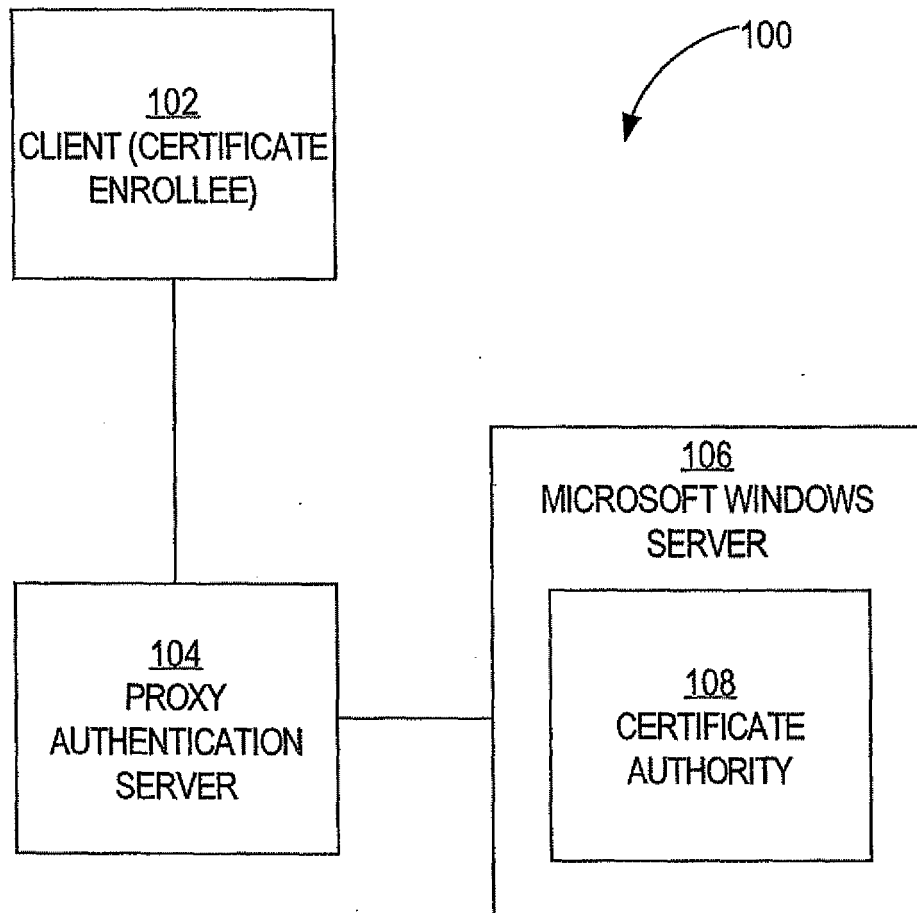 100
102
CLIENT (CERTIFICATE
ENROLLEE)
106
MICROSOFT WINDOWS
SERVER
104
PROXY
AUTHENTICATION
SERVER
108
CERTIFICATE
AUTHORITY